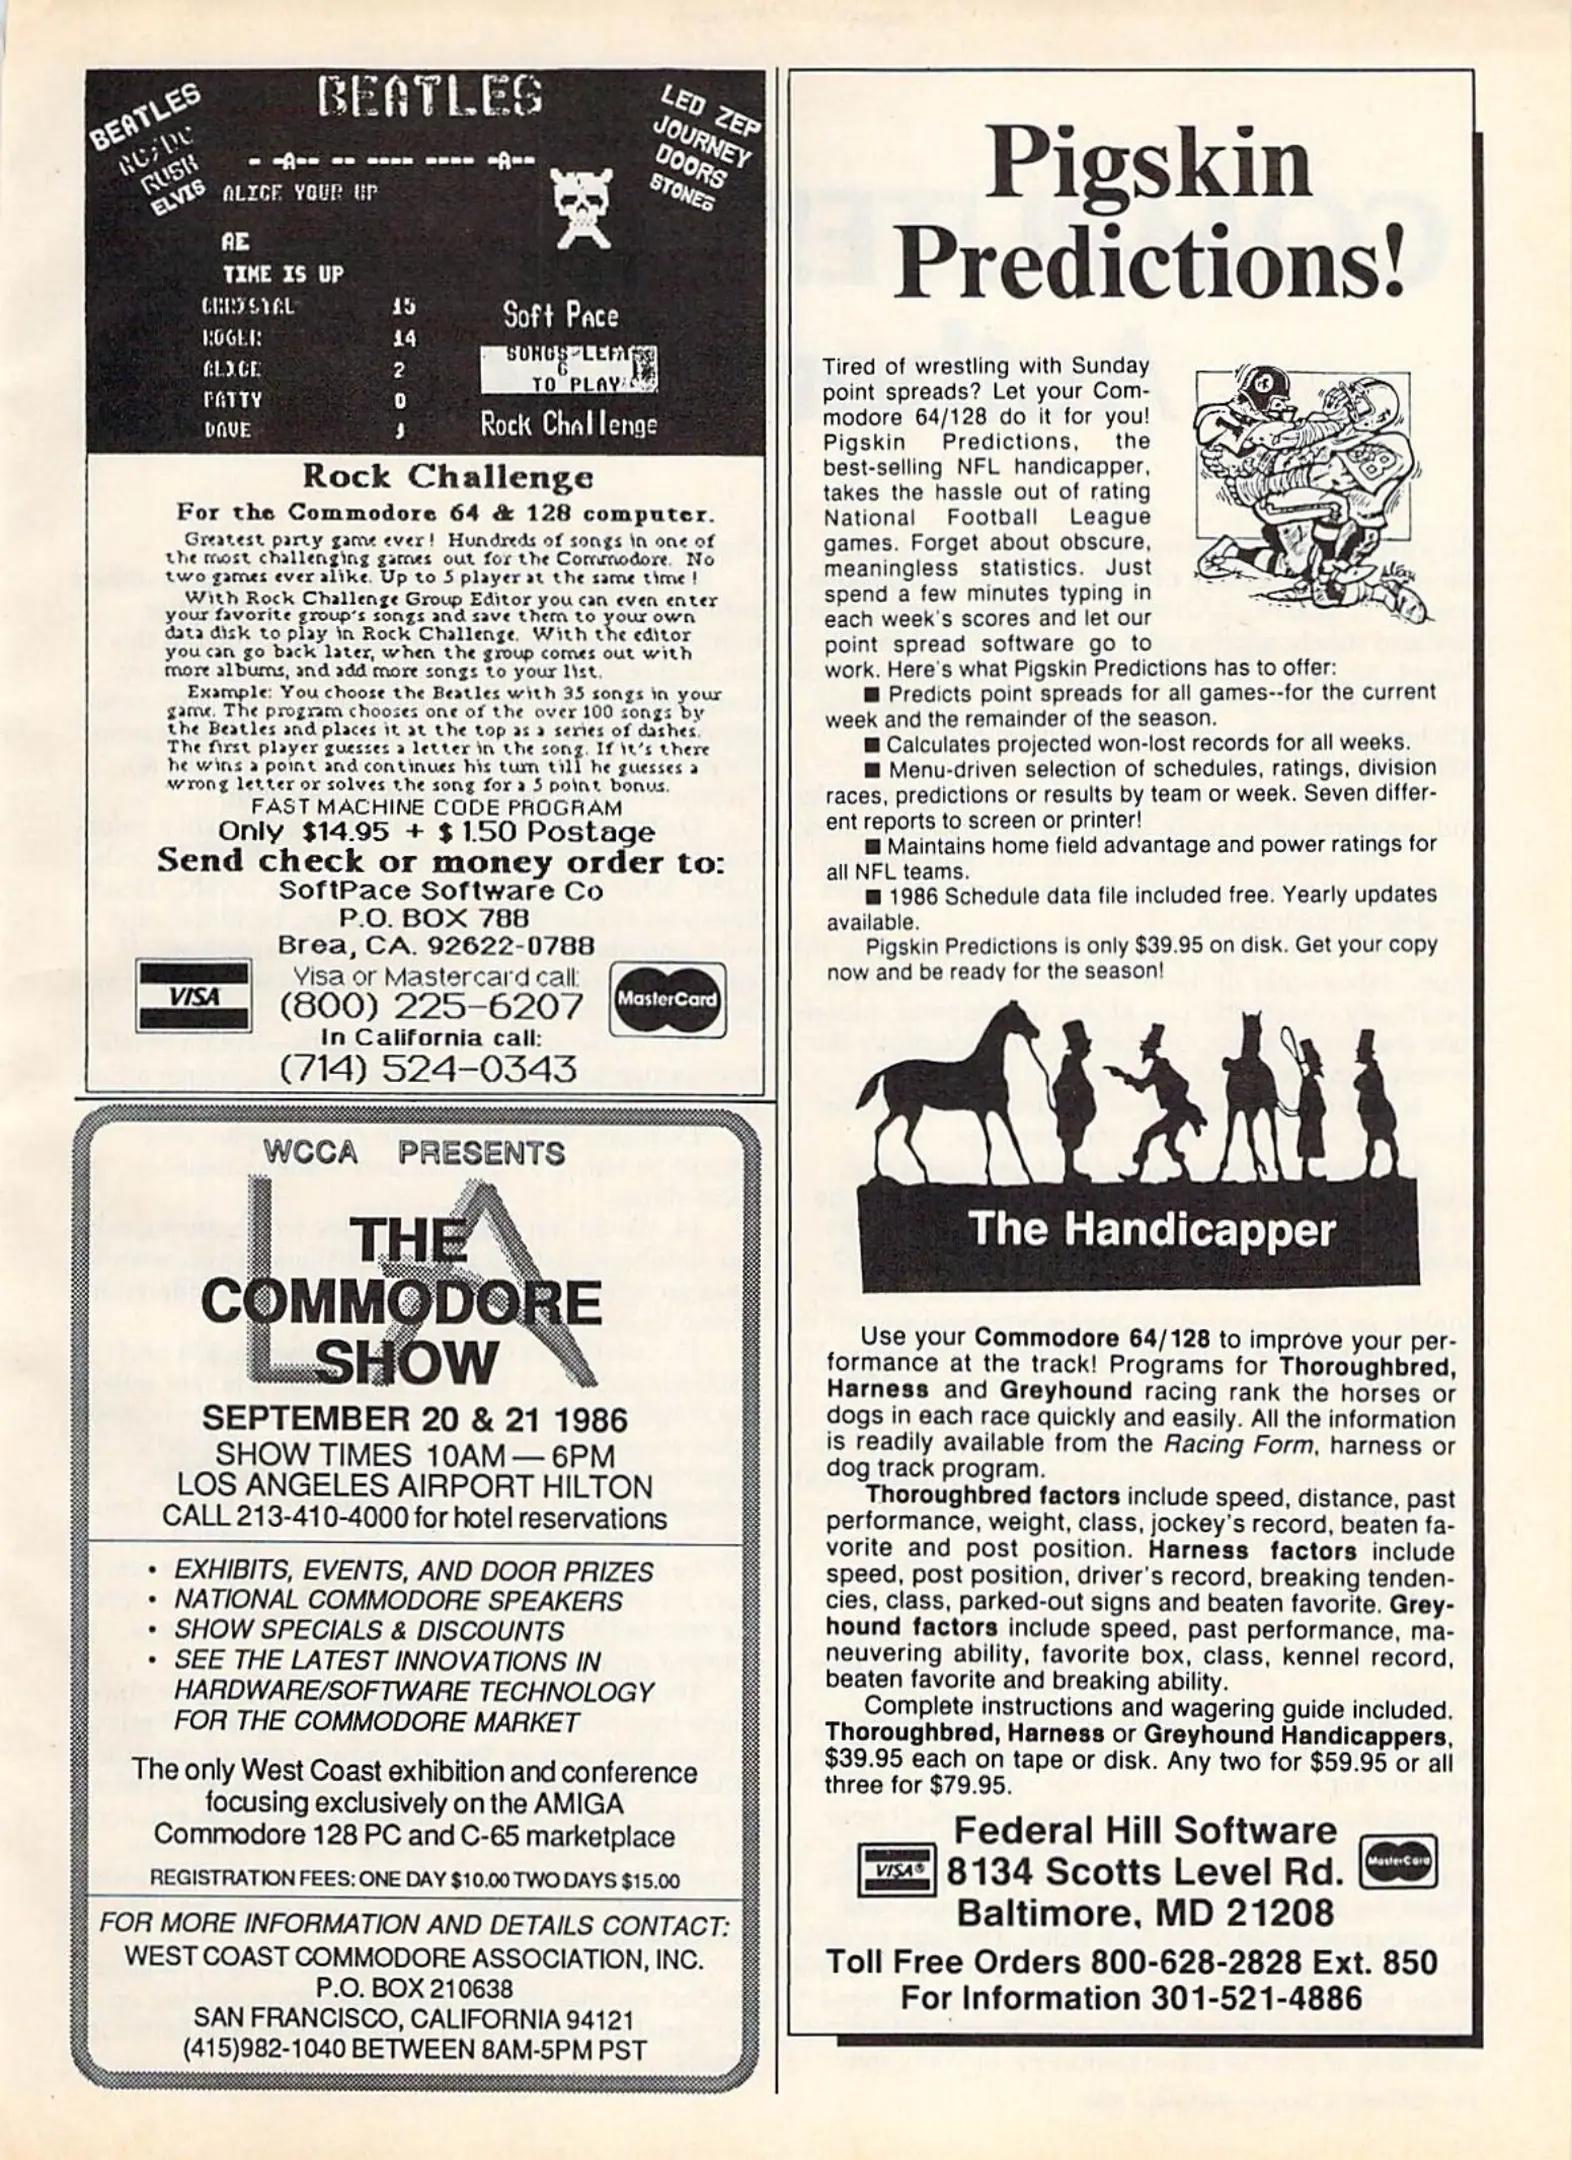 BEATLES
BEATLES
AC/DC
RUSH
ELVIS
LED ZEP
JOURNEY
DOORS
STONES
- -A-- -- ---- ---- -A--
ALICE YOUR UP
AE
TIME IS UP
CHRYSTAL 15
ROGER 14
ALICE 2
PATTY 0
DAVE
Soft Pace
SONGS LEFT
6
TO PLAY
Rock Challenge
Rock Challenge
For the Commodore 64 & 128 computer.
Greatest party game ever! Hundreds of songs in one of
the most challenging games out for the Commodore. No
two games ever alike. Up to 5 player at the same time!
With Rock Challenge Group Editor you can even enter
your favorite group's songs and save them to your own
data disk to play in Rock Challenge. With the editor
you can go back later, when the group comes out with
more albums, and add more songs to your list.
Example: You choose the Beatles with 35 songs in your
game. The program chooses one of the over 100 songs by
the Beatles and places it at the top as a series of dashes.
The first player guesses a letter in the song. If it's there
he wins a point and continues his turn till he guesses a
wrong letter or solves the song for a 5 point bonus.
FAST MACHINE CODE PROGRAM
Only $14.95 + $1.50 Postage
Send check or money order to:
SoftPace Software Co
P.O. BOX 788
Brea, CA. 92622-0788
VISA
Visa or Mastercard call:
(800) 225-6207
MasterCard
In California call:
(714) 524-0343
WCCA PRESENTS
LA
THE
COMMODORE
SHOW
SEPTEMBER 20 & 21 1986
SHOW TIMES 10AM — 6PM
LOS ANGELES AIRPORT HILTON
CALL 213-410-4000 for hotel reservations
• EXHIBITS, EVENTS, AND DOOR PRIZES
• NATIONAL COMMODORE SPEAKERS
• SHOW SPECIALS & DISCOUNTS
• SEE THE LATEST INNOVATIONS IN
HARDWARE/SOFTWARE TECHNOLOGY
FOR THE COMMODORE MARKET
The only West Coast exhibition and conference
focusing exclusively on the AMIGA
Commodore 128 PC and C-65 marketplace
REGISTRATION FEES: ONE DAY $10.00 TWO DAYS $15.00
FOR MORE INFORMATION AND DETAILS CONTACT:
WEST COAST COMMODORE ASSOCIATION, INC.
P.O. BOX 210638
SAN FRANCISCO, CALIFORNIA 94121
(415)982-1040 BETWEEN 8AM-5PM PST
Pigskin
Predictions!
Tired of wrestling with Sunday
point spreads? Let your Com-
modore 64/128 do it for you!
Pigskin Predictions, the
best-selling NFL handicapper,
takes the hassle out of rating
National Football League
games. Forget about obscure,
meaningless statistics. Just
spend a few minutes typing in
each week's scores and let our
point spread software go to
work. Here's what Pigskin Predictions has to offer:
■ Predicts point spreads for all games--for the current
week and the remainder of the season.
■ Calculates projected won-lost records for all weeks.
■ Menu-driven selection of schedules, ratings, division
races, predictions or results by team or week. Seven differ-
ent reports to screen or printer!
■ Maintains home field advantage and power ratings for
all NFL teams.
■ 1986 Schedule data file included free. Yearly updates
available.
Pigskin Predictions is only $39.95 on disk. Get your copy
now and be ready for the season!
The Handicapper
Use your Commodore 64/128 to improve your per-
formance at the track! Programs for Thoroughbred,
Harness and Greyhound racing rank the horses or
dogs in each race quickly and easily. All the information
is readily available from the Racing Form, harness or
dog track program.
Thoroughbred factors include speed, distance, past
performance, weight, class, jockey's record, beaten fa-
vorite and post position. Harness factors include
speed, post position, driver's record, breaking tenden-
cies, class, parked-out signs and beaten favorite. Grey-
hound factors include speed, past performance, ma-
neuvering ability, favorite box, class, kennel record,
beaten favorite and breaking ability.
Complete instructions and wagering guide included.
Thoroughbred, Harness or Greyhound Handicappers,
$39.95 each on tape or disk. Any two for $59.95 or all
three for $79.95.
Federal Hill Software
VISA® 8134 Scotts Level Rd. MasterCard
Baltimore, MD 21208
Toll Free Orders 800-628-2828 Ext. 850
For Information 301-521-4886